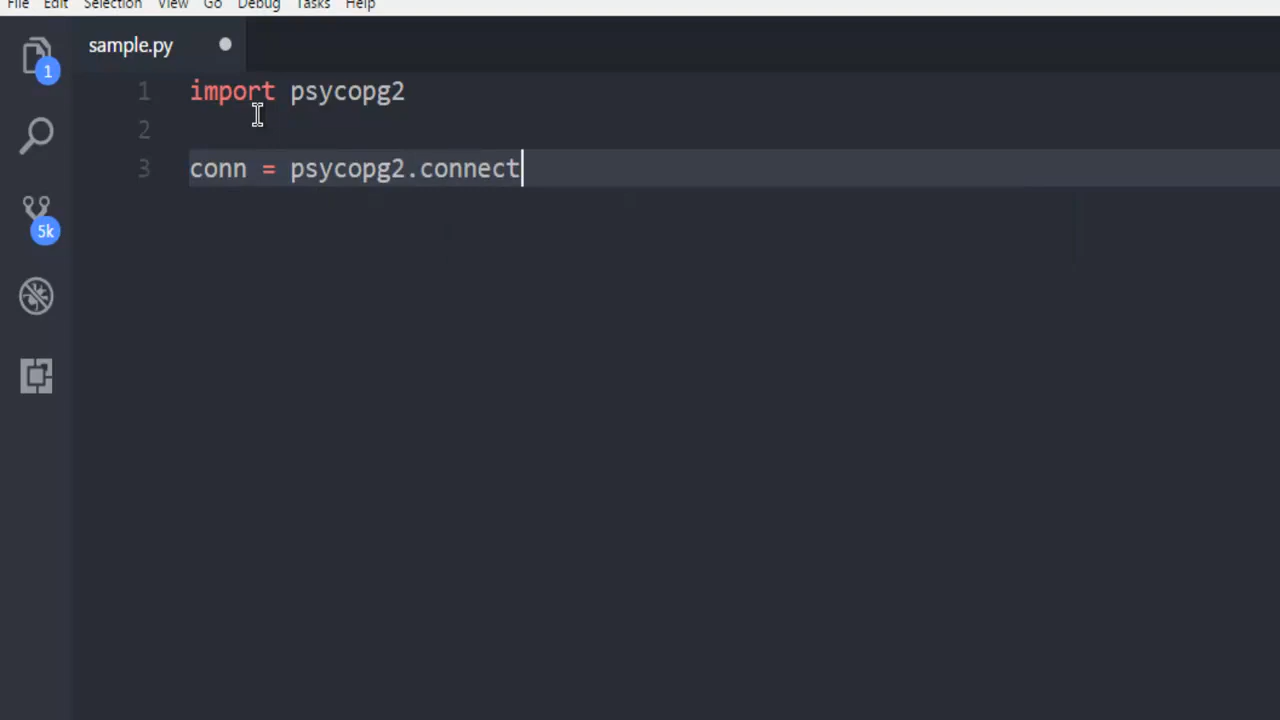 File Edit Selection View Go Debug Tasks Help
sample.py
1
1 import psycopg2
2
3 conn = psycopg2.connect
5k